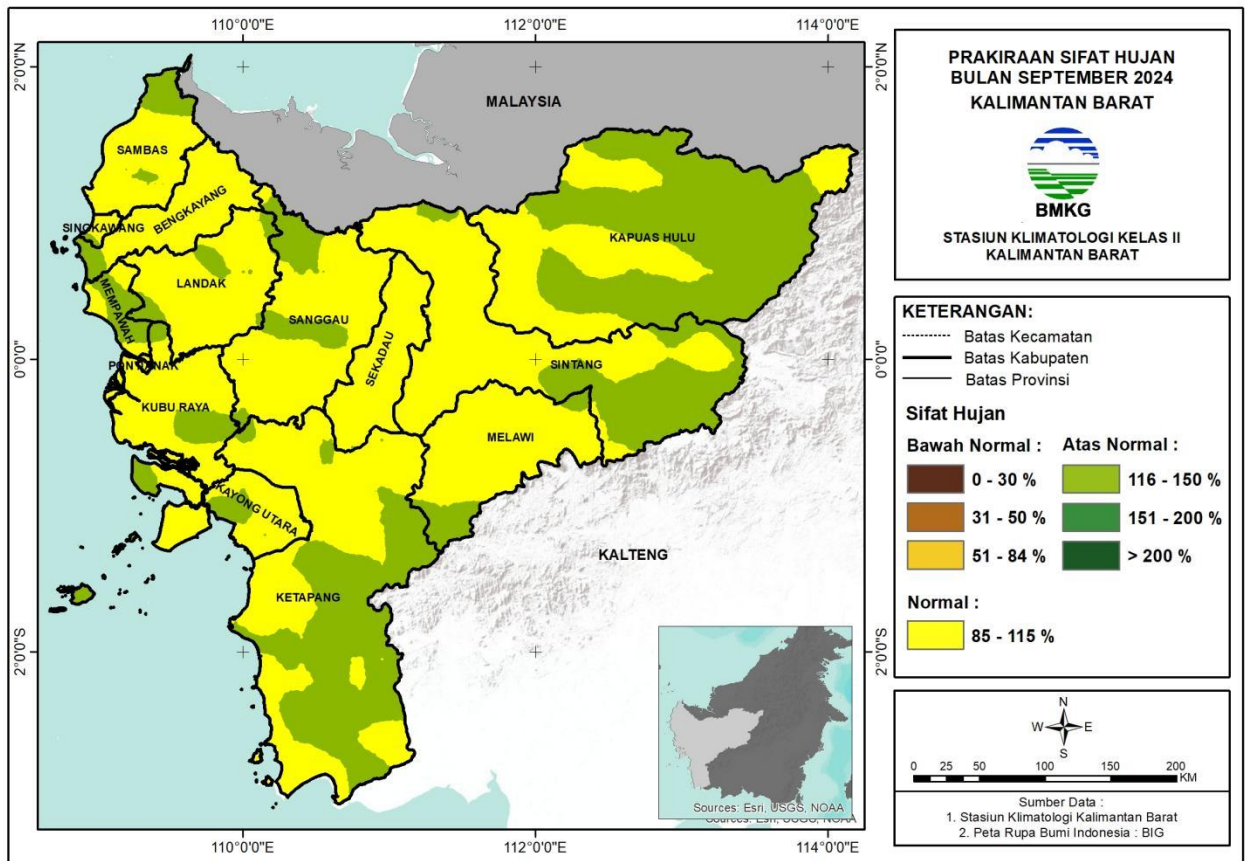 110°0'0"E
112°0'0"E
114°0'0"E
2°0'0"N
0°0'0"
2°0'0"S
2°0'0"N
0°0'0"
2°0'0"S
110°0'0"E
112°0'0"E
114°0'0"E
MALAYSIA
SAMBAS
BENGKAYANG
SINGKAWANG
KAPUAS HULU
LANDAK
MEMPAWAH
SANGGAU
SEKADAU
SINTANG
PONTIANAK
KUBU RAYA
MELAWI
KAYONG UTARA
KALTENG
KETAPANG
Sources: Esri, USGS, NOAA
Sources: Esri, USGS, NOAA
PRAKIRAAN SIFAT HUJAN
BULAN SEPTEMBER 2024
KALIMANTAN BARAT
BMKG
STASIUN KLIMATOLOGI KELAS II
KALIMANTAN BARAT
KETERANGAN:
Batas Kecamatan
Batas Kabupaten
Batas Provinsi
Sifat Hujan
Bawah Normal :
0 - 30 %
31 - 50 %
51 - 84 %
Atas Normal :
116 - 150 %
151 - 200 %
> 200 %
Normal :
85 - 115 %
N
W E
S
0 25 50 100 150 200
KM
Sumber Data :
1. Stasiun Klimatologi Kalimantan Barat
2. Peta Rupa Bumi Indonesia : BIG